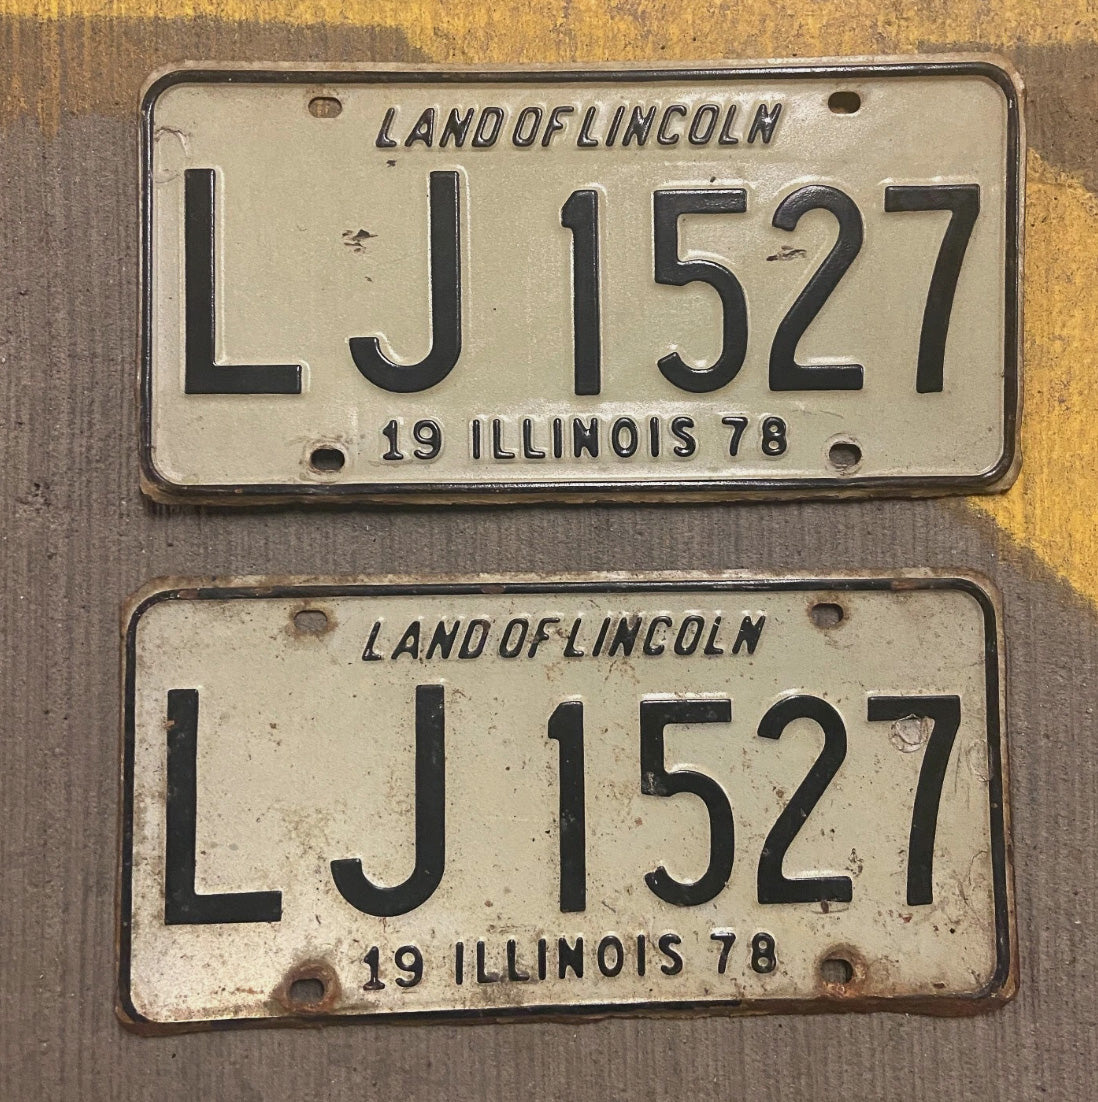 LAND OF LINCOLN
LJ 1527
19 ILLINOIS 78
LAND OF LINCOLN
LJ 1527
19 ILLINOIS 78